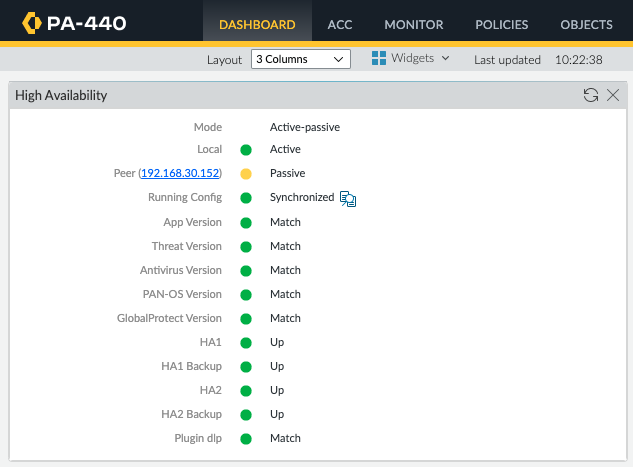 PA-440 DASHBOARD ACC MONITOR POLICIES OBJECTS
Layout 3 Columns Widgets Last updated 10:22:38
High Availability
Mode Active-passive
Local Active
Peer (192.168.30.152) Passive
Running Config Synchronized
App Version Match
Threat Version Match
Antivirus Version Match
PAN-OS Version Match
GlobalProtect Version Match
HA1 Up
HA1 Backup Up
HA2 Up
HA2 Backup Up
Plugin dlp Match